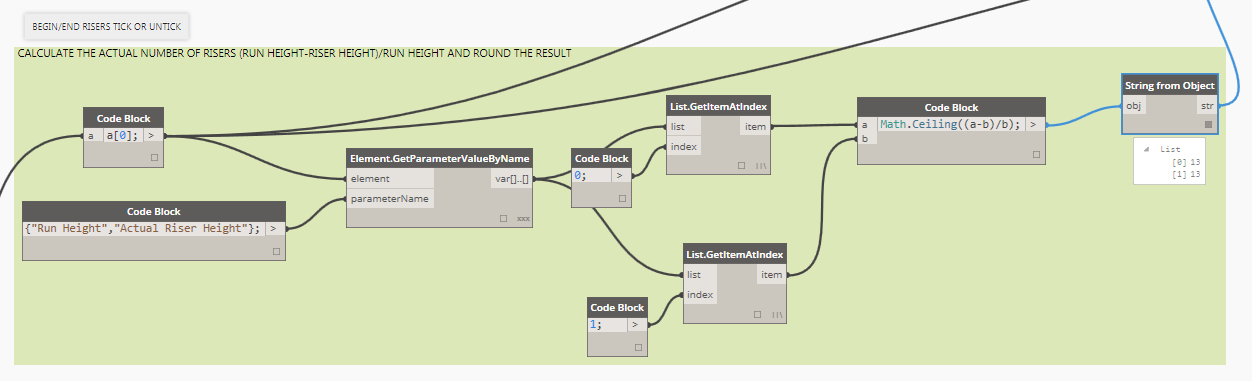 BEGIN/END RISERS TICK OR UNTICK
CALCULATE THE ACTUAL NUMBER OF RISERS (RUN HEIGHT-RISER HEIGHT)/RUN HEIGHT AND ROUND THE RESULT
Code Block
a a[0]; >
Code Block
{"Run Height","Actual Riser Height"}; >
Element.GetParameterValueByName
element var[]..[]
parameterName
xxx
Code Block
0; >
List.GetItemAtIndex
list item
index
Code Block
1; >
List.GetItemAtIndex
list item
index
Code Block
a Math.Ceiling((a-b)/b); >
b
String from Object
obj str
List
[0] 13
[1] 13